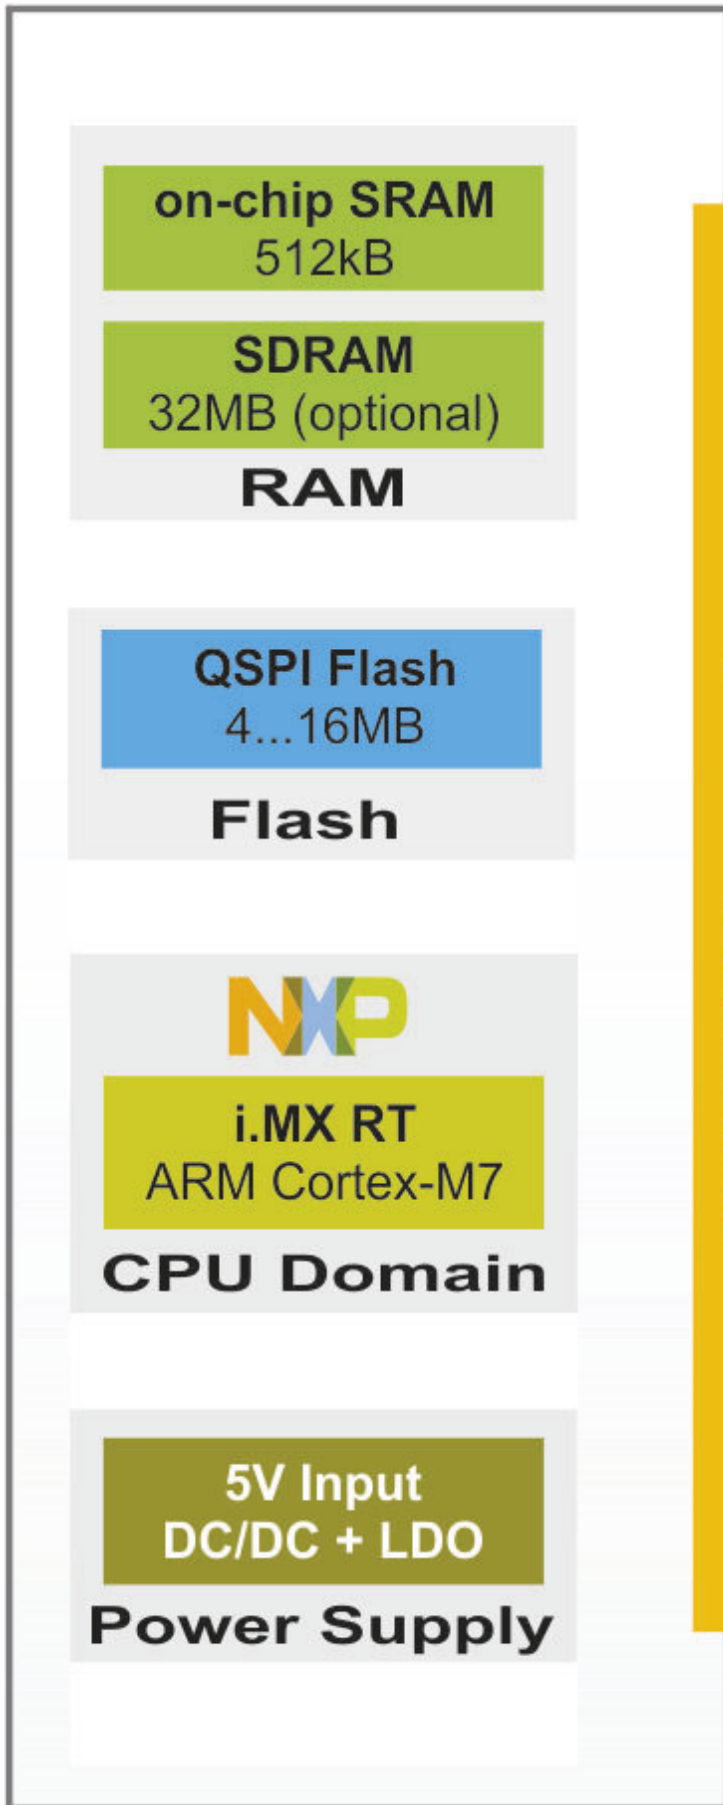 on-chip SRAM
512kB
SDRAM
32MB (optional)
RAM
QSPI Flash
4...16MB
Flash
NXP
i.MX RT
ARM Cortex-M7
CPU Domain
5V Input
DC/DC + LDO
Power Supply